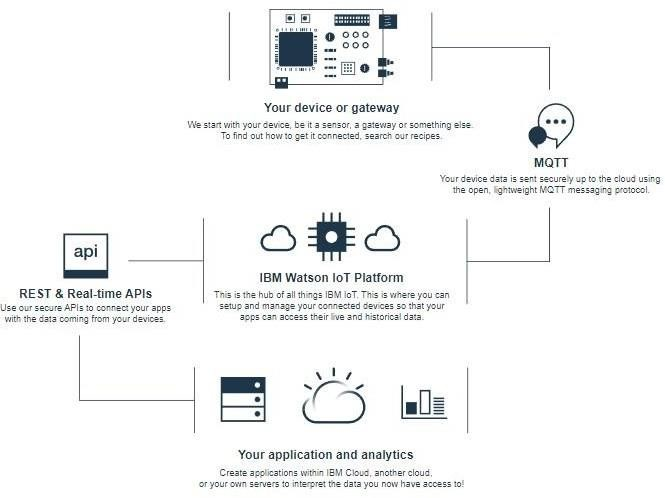 Your device or gateway
We start with your device, be it a sensor, a gateway or something else.
To find out how to get it connected, search our recipes.
MQTT
Your device data is sent securely up to the cloud using
the open, lightweight MQTT messaging protocol.
api
REST & Real-time APIs
Use our secure APIs to connect your apps
with the data coming from your devices.
IBM Watson IoT Platform
This is the hub of all things IBM IoT. This is where you can
setup and manage your connected devices so that your
apps can access their live and historical data.
Your application and analytics
Create applications within IBM Cloud, another cloud,
or your own servers to interpret the data you now have access to!